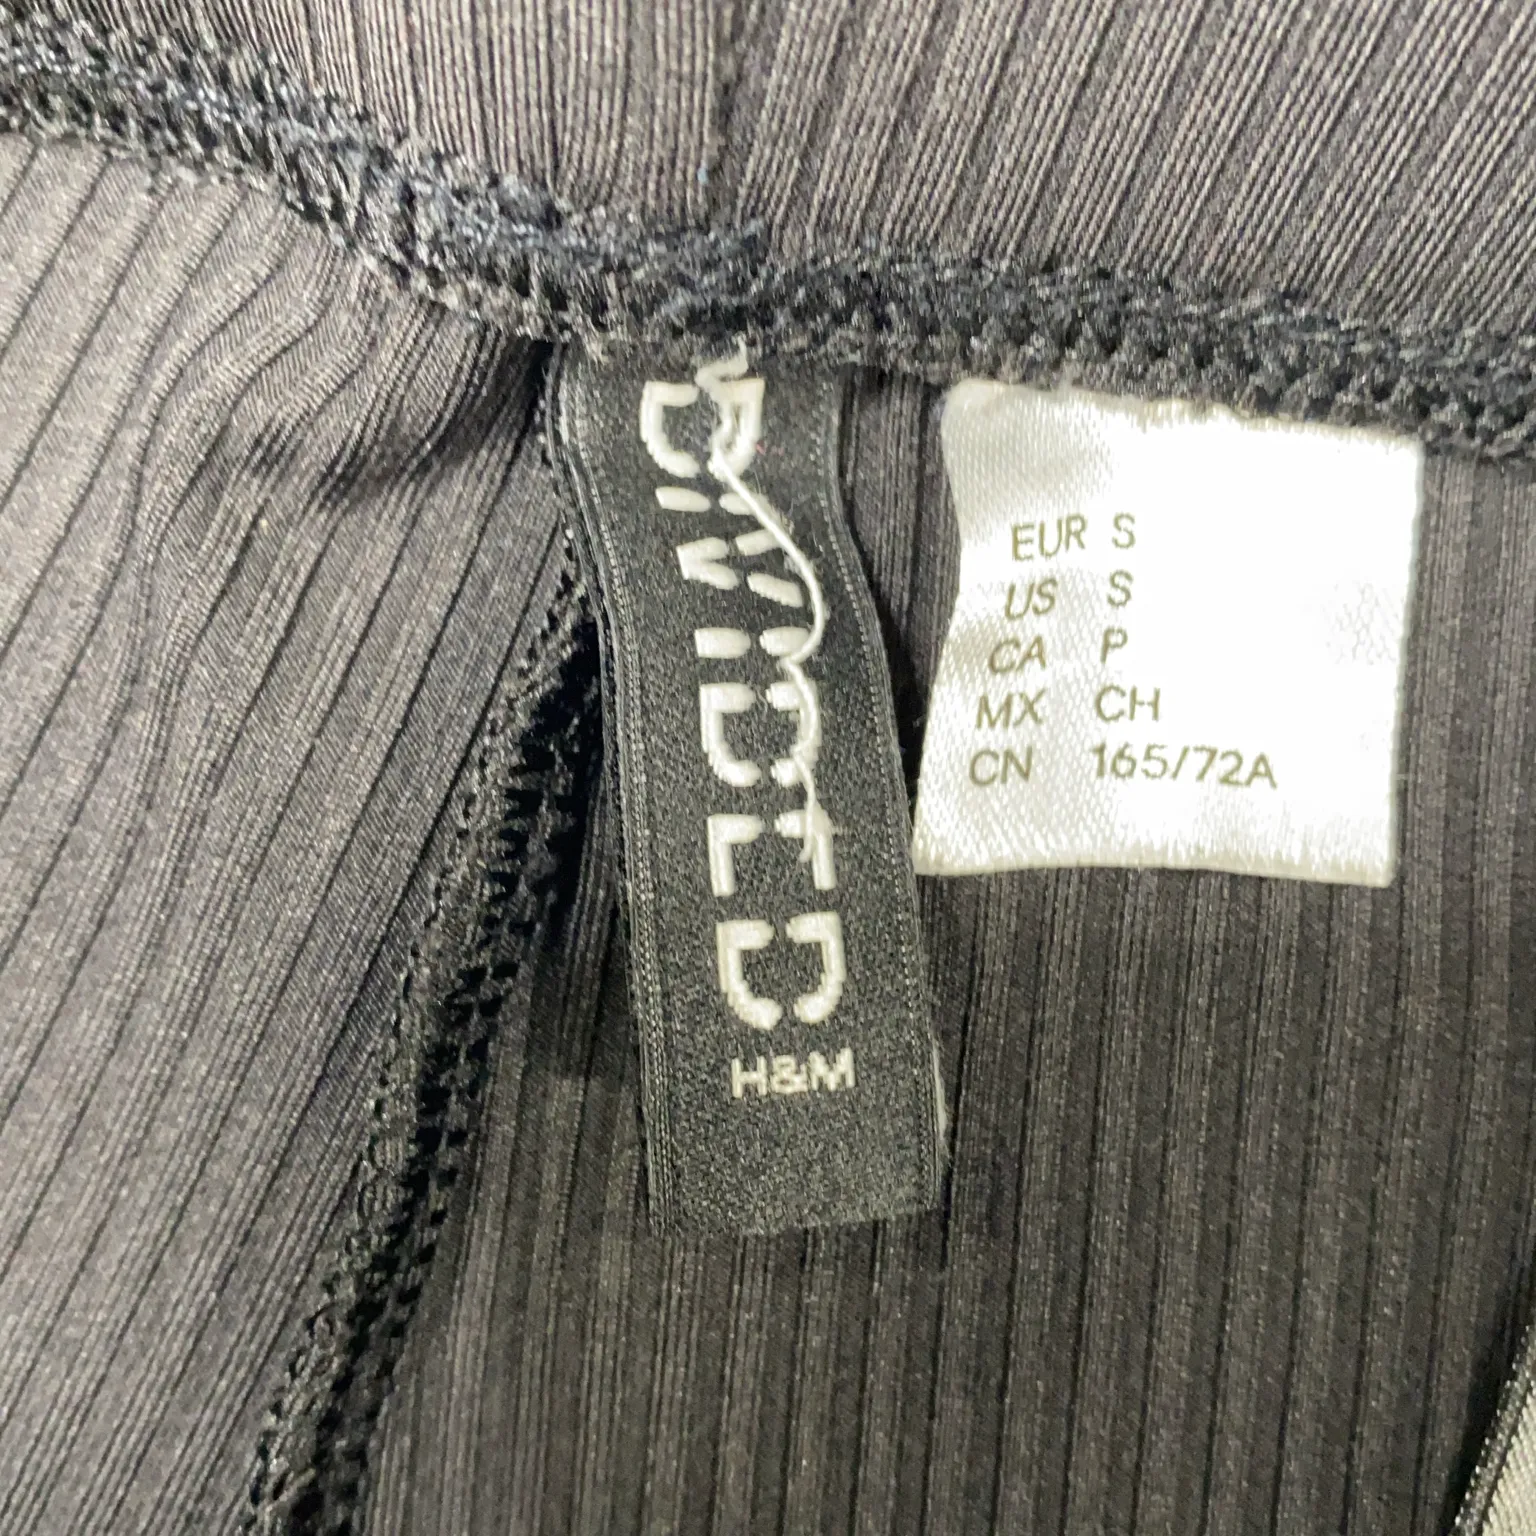 DIVIDED
H&M
EUR S
US S
CA P
MX CH
CN 165/72A